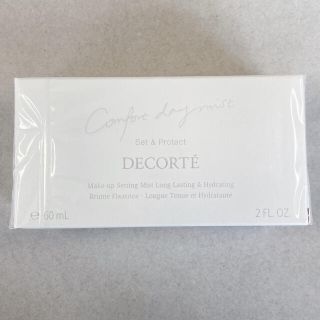 Comfort day mist
Set & Protect
DECORTÉ
Make-up Setting Mist Long Lasting & Hydrating
Brume Fixatrice - Longue Tenue et Hydratante
℮ 60 mL 2 FL. OZ.